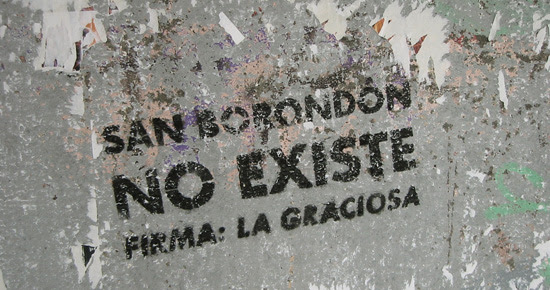 SAN BORONDÓN
NO EXISTE
FIRMA: LA GRACIOSA